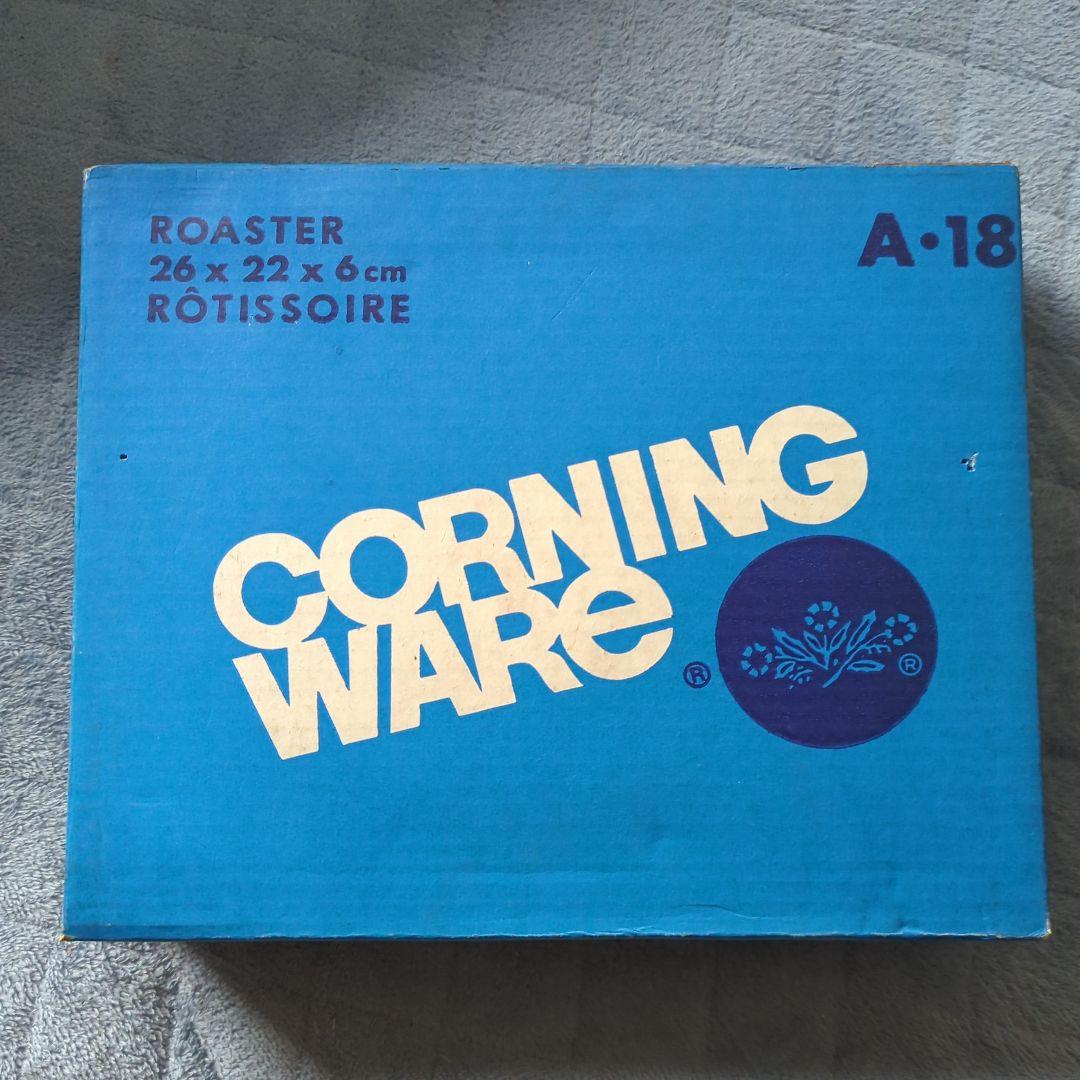 ROASTER
26 x 22 x 6 cm
RÔTISSOIRE
A·18
CORNING
WARe
®
®